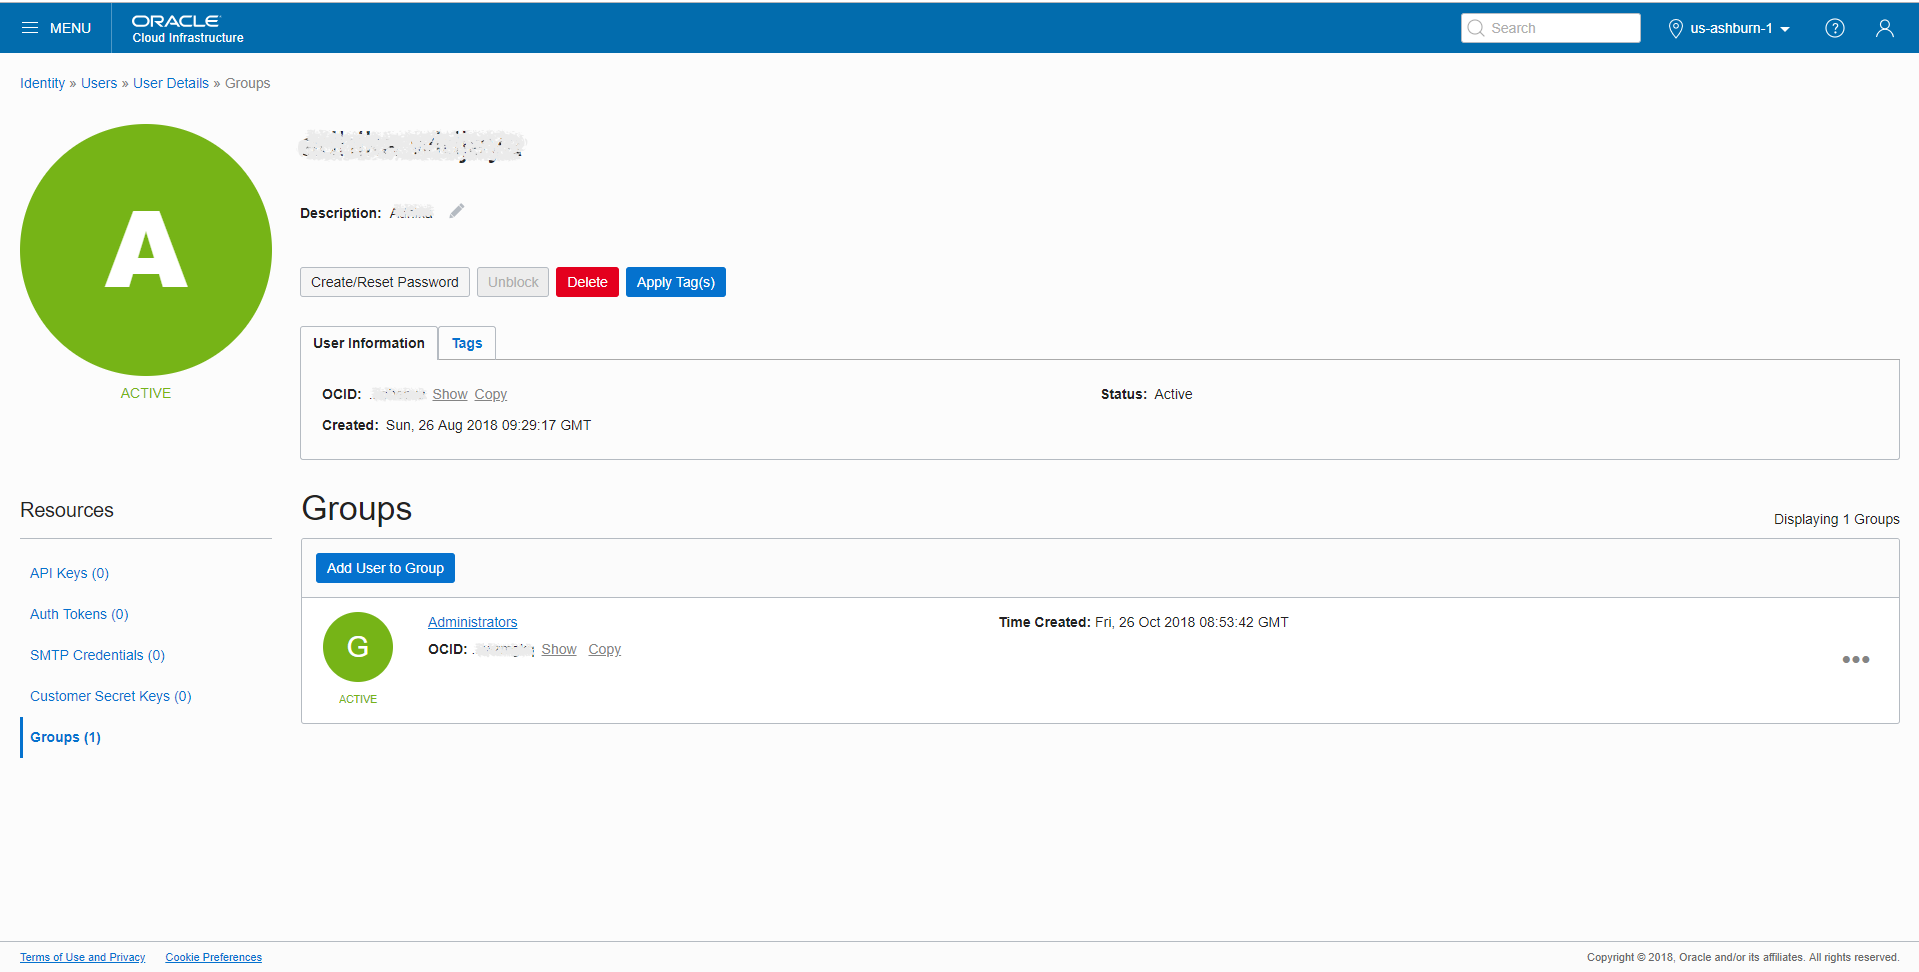 MENU
ORACLE
Cloud Infrastructure
Search
us-ashburn-1
?
Identity » Users » User Details » Groups
A
ACTIVE
Description:
Create/Reset Password
Unblock
Delete
Apply Tag(s)
User Information
Tags
OCID: Show Copy
Status: Active
Created: Sun, 26 Aug 2018 09:29:17 GMT
Resources
API Keys (0)
Auth Tokens (0)
SMTP Credentials (0)
Customer Secret Keys (0)
Groups (1)
Groups
Displaying 1 Groups
Add User to Group
G
ACTIVE
Administrators
OCID: Show Copy
Time Created: Fri, 26 Oct 2018 08:53:42 GMT
Terms of Use and Privacy
Cookie Preferences
Copyright © 2018, Oracle and/or its affiliates. All rights reserved.